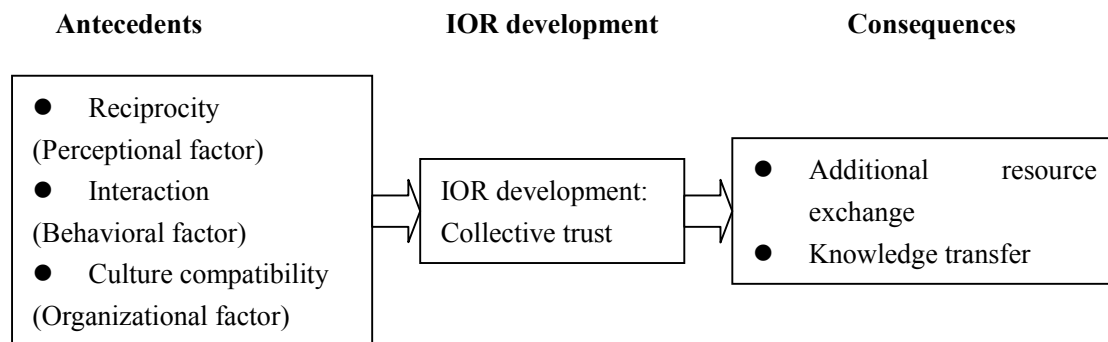 Antecedents IOR development Consequences
● Reciprocity
(Perceptional factor)
● Interaction
(Behavioral factor)
● Culture compatibility
(Organizational factor)
IOR development:
Collective trust
● Additional resource
exchange
● Knowledge transfer